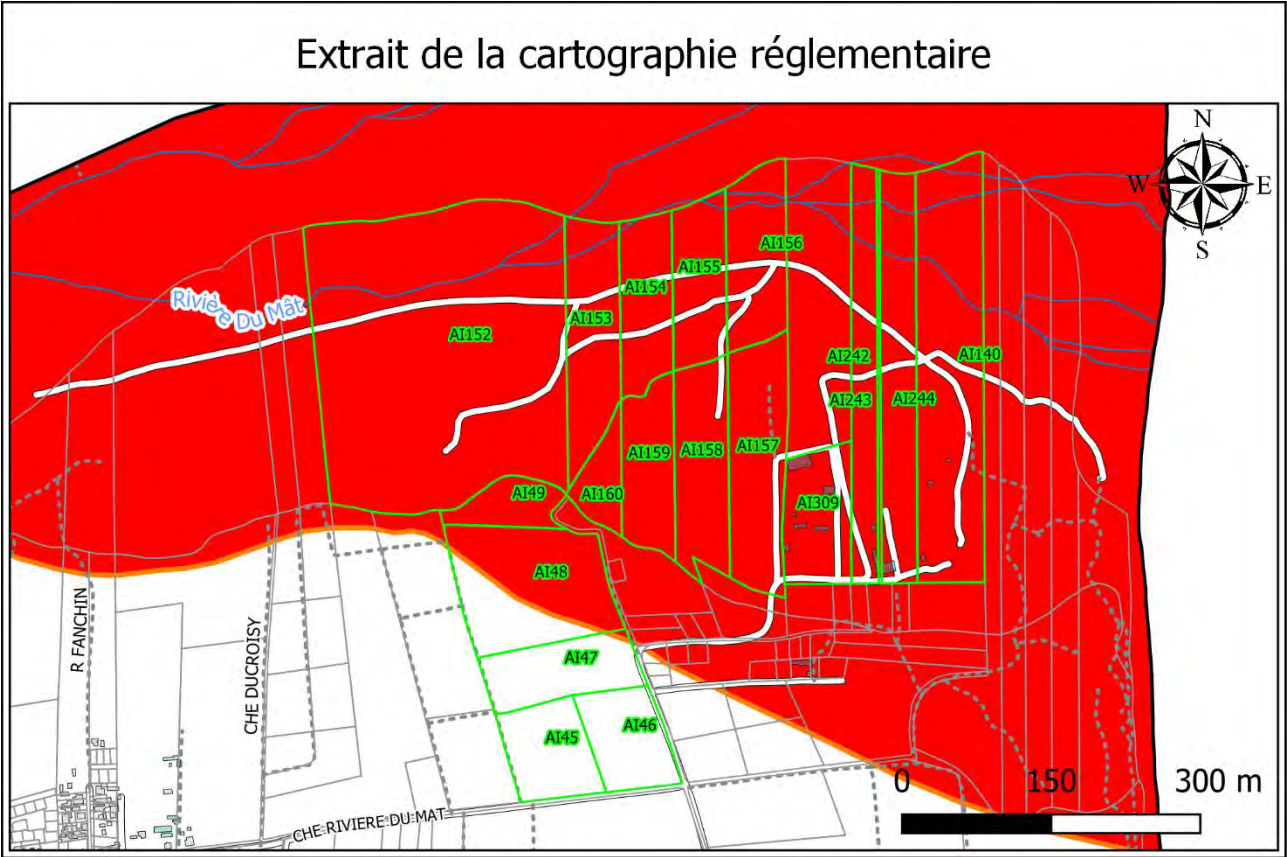 Extrait de la cartographie réglementaire
N
W E
S
AI156
AI155
AI154
Rivière Du Mât
AI153
AI152
AI242
AI140
AI243
AI244
AI159
AI158
AI157
AI49
AI160
AI309
AI48
R FANCHIN
CHE DUCROISY
AI47
AI46
AI45
0 150 300 m
CHE RIVIERE DU MAT